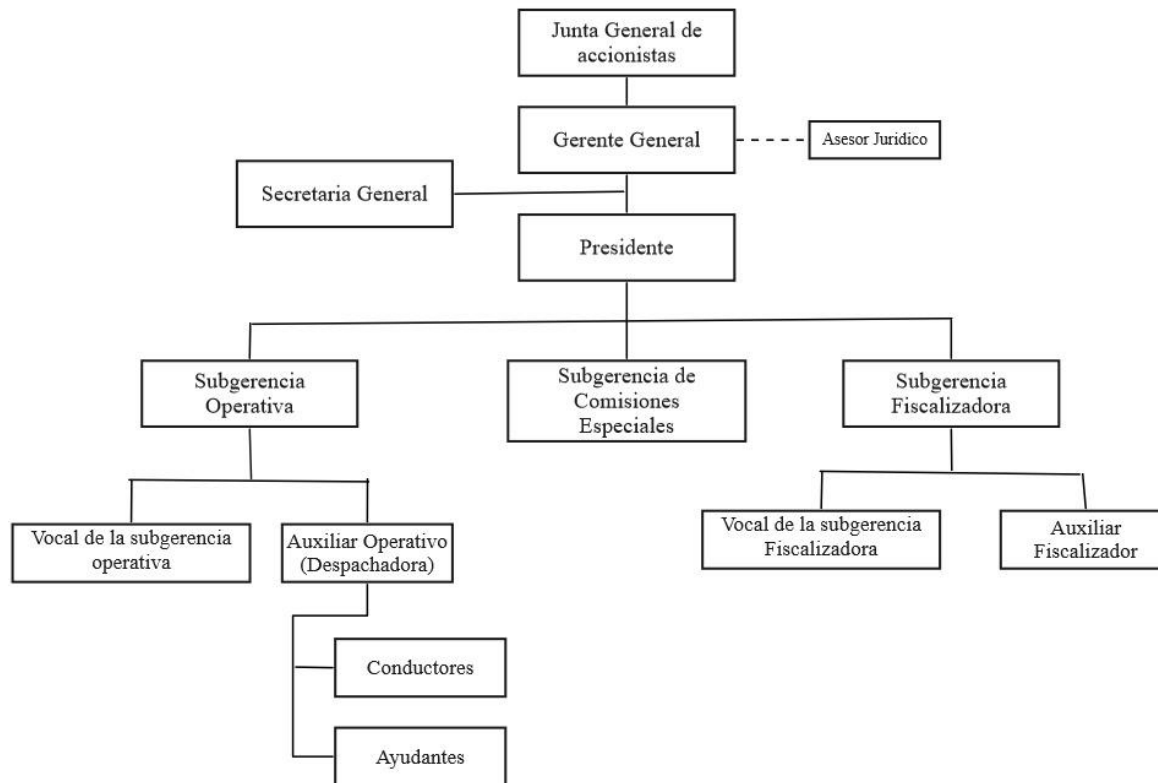 Junta General de
accionistas
Gerente General
Asesor Juridico
Secretaria General
Presidente
Subgerencia
Operativa
Subgerencia de
Comisiones
Especiales
Subgerencia
Fiscalizadora
Vocal de la subgerencia
operativa
Auxiliar Operativo
(Despachadora)
Vocal de la subgerencia
Fiscalizadora
Auxiliar
Fiscalizador
Conductores
Ayudantes